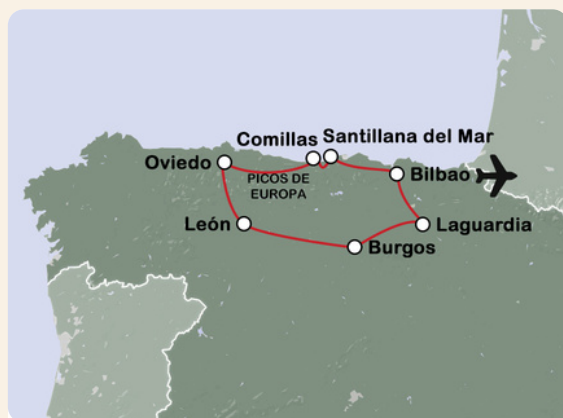 Comillas
Santillana del Mar
Oviedo
PICOS DE
EUROPA
Bilbao
León
Laguardia
Burgos